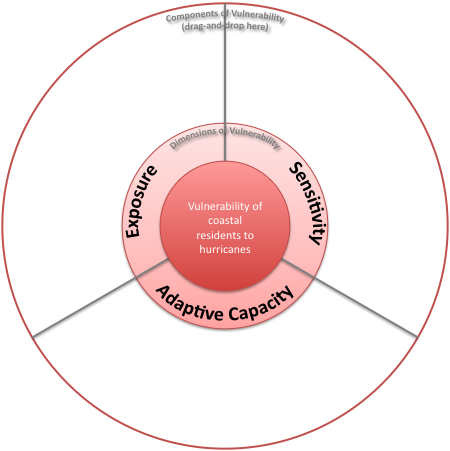 Components of Vulnerability
(drag-and-drop here)
Dimensions of Vulnerability
Exposure
Sensitivity
Vulnerability of
coastal
residents to
hurricanes
Adaptive Capacity